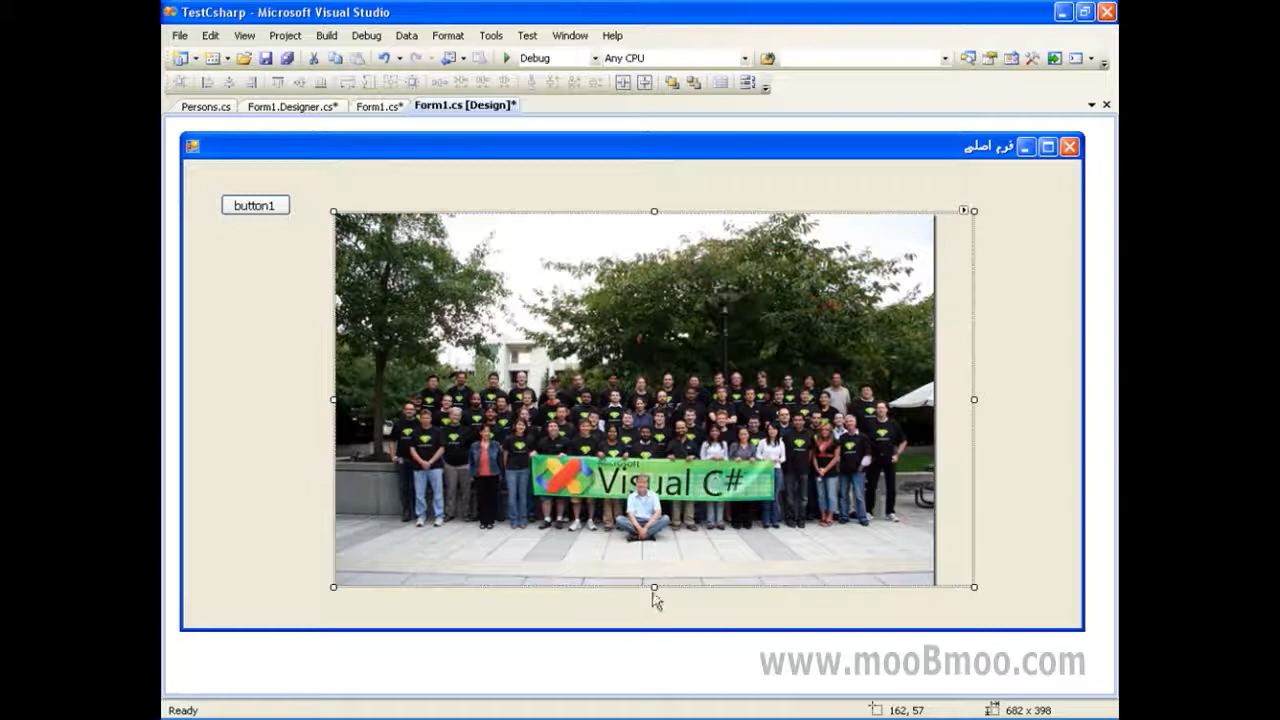 TestCsharp - Microsoft Visual Studio
File Edit View Project Build Debug Data Format Tools Test Window Help
Debug Any CPU
Persons.cs Form1.Designer.cs* Form1.cs* Form1.cs [Design]*
فرم اصلی
button1
Microsoft
Visual C#
www.mooBmoo.com
Ready 162, 57 682 x 398